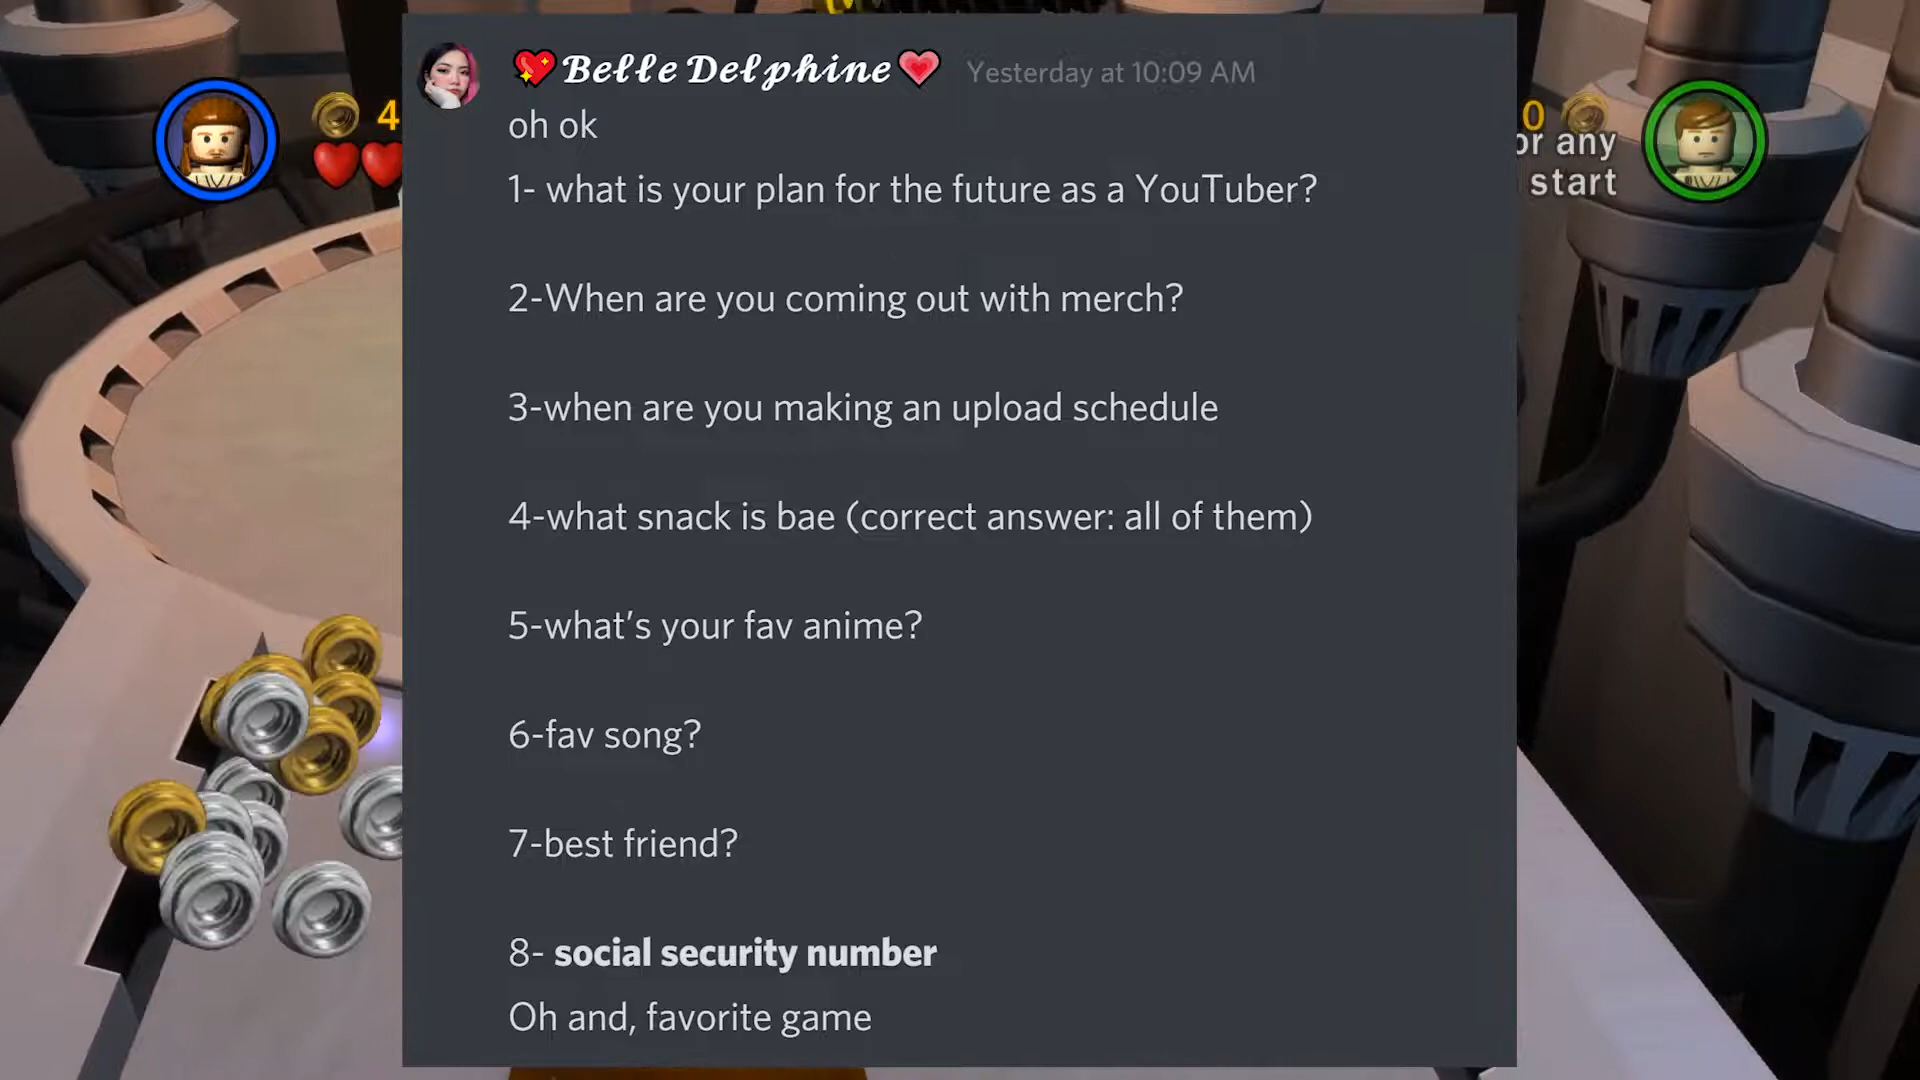 💖 Belle Delphine 💗 Yesterday at 10:09 AM
oh ok
1- what is your plan for the future as a YouTuber?
2-When are you coming out with merch?
3-when are you making an upload schedule
4-what snack is bae (correct answer: all of them)
5-what's your fav anime?
6-fav song?
7-best friend?
8- social security number
Oh and, favorite game
4
0
or any
start